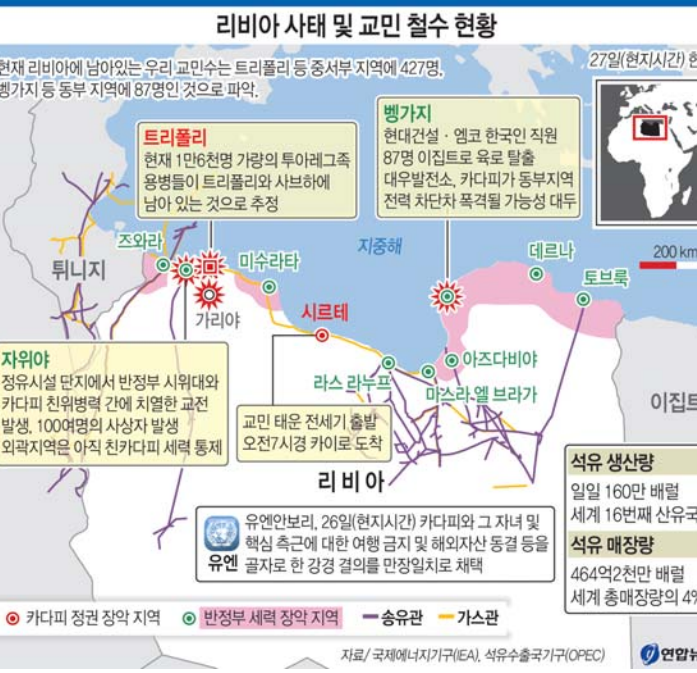 리비아 사태 및 교민 철수 현황
현재 리비아에 남아있는 우리 교민수는 트리폴리 등 중서부 지역에 427명,
벵가지 등 동부 지역에 87명인 것으로 파악.
27일(현지시간) 현
트리폴리
현재 1만6천명 가량의 투아레그족
용병들이 트리폴리와 사브하에
남아 있는 것으로 추정
벵가지
현대건설·엠코 한국인 직원
87명 이집트로 육로 탈출
대우발전소, 카다피가 동부지역
전력 차단차 폭격될 가능성 대두
200 km
지중해
튀니지
즈와라
미수라타
가리야
시르테
데르나
토브룩
자위야
정유시설 단지에서 반정부 시위대와
카다피 친위병력 간에 치열한 교전
발생, 100여명의 사상자 발생
외곽지역은 아직 친카다피 세력 통제
교민 태운 전세기 출발
오전7시경 카이로 도착
라스 라누프
아즈다비야
마스라 엘 브라가
리비아
이집트
석유 생산량
일일 160만 배럴
세계 16번째 산유국
석유 매장량
464억2천만 배럴
세계 총매장량의 4%
유엔
유엔안보리, 26일(현지시간) 카다피와 그 자녀 및
핵심 측근에 대한 여행 금지 및 해외자산 동결 등을
골자로 한 강경 결의를 만장일치로 채택
카다피 정권 장악 지역
반정부 세력 장악 지역
송유관
가스관
자료/ 국제에너지기구(IEA), 석유수출국기구(OPEC)
연합뉴